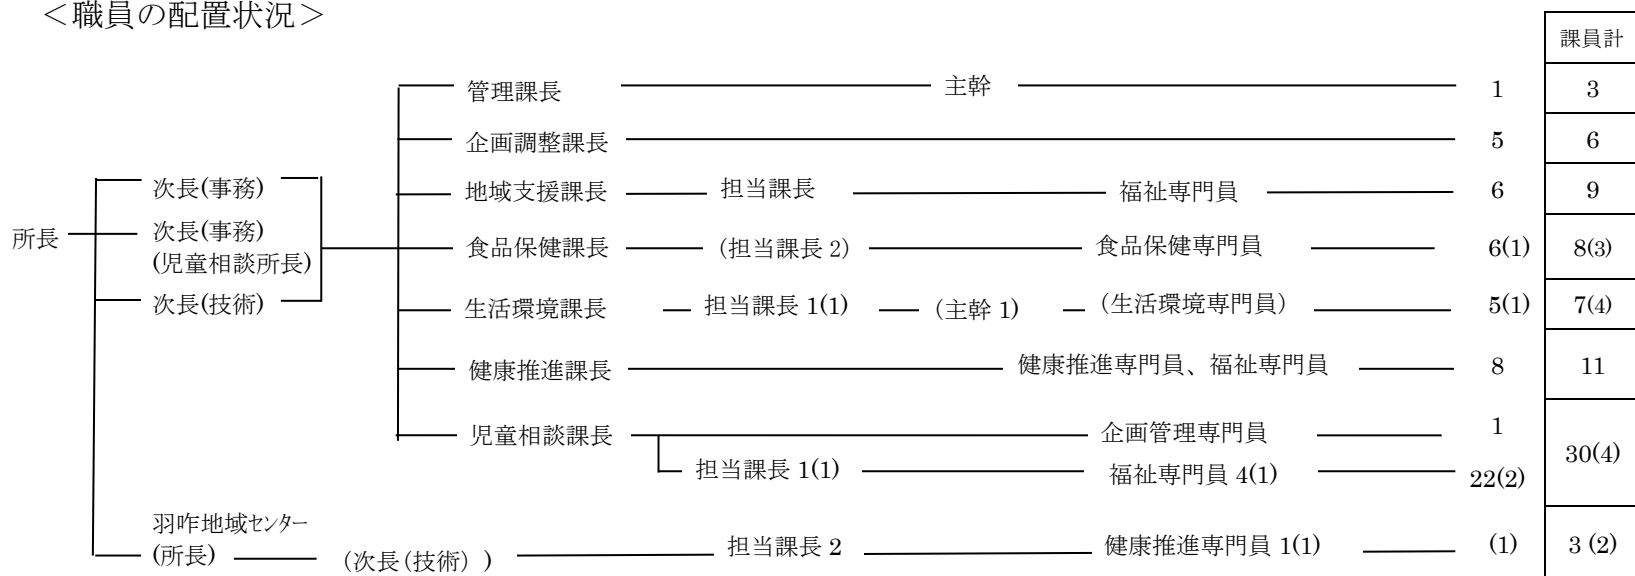 ＜職員の配置状況＞
課員計
管理課長 主幹 1 3
企画調整課長 5 6
次長(事務)
地域支援課長 担当課長 福祉専門員 6 9
所長
次長(事務)
(児童相談所長)
食品保健課長 (担当課長 2) 食品保健専門員 6(1) 8(3)
次長(技術)
生活環境課長 担当課長 1(1) (主幹 1) (生活環境専門員) 5(1) 7(4)
健康推進課長 健康推進専門員、福祉専門員 8 11
児童相談課長 企画管理専門員 1
30(4)
担当課長 1(1) 福祉専門員 4(1) 22(2)
羽咋地域ｾﾝﾀｰ
(所長) (次長(技術)) 担当課長 2 健康推進専門員 1(1) (1) 3 (2)